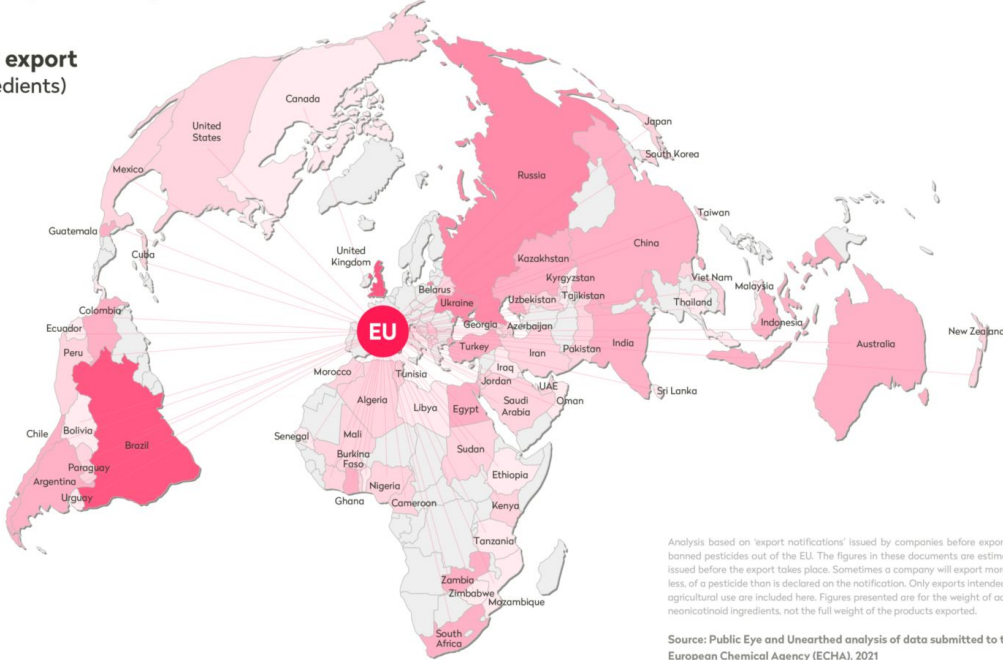 export
edients)
Canada
United
States
Japan
South Korea
Mexico
Russia
Taiwan
Guatemala
Cuba
United
Kingdom
China
Kazakhstan
Kyrgyzstan
Viet Nam
Belarus
Malaysia
Ukraine
Uzbekistan
Tajikistan
Thailand
Colombia
Ecuador
EU
Georgia
Azerbaijan
Indonesia
New Zealand
Peru
Turkey
Iran
Pakistan
India
Australia
Morocco
Tunisia
Iraq
Jordan
UAE
Sri Lanka
Algeria
Libya
Egypt
Saudi
Arabia
Oman
Chile
Bolivia
Brazil
Senegal
Mali
Burkina
Faso
Sudan
Paraguay
Argentina
Uruguay
Nigeria
Ethiopia
Ghana
Cameroon
Kenya
Tanzania
Zambia
Zimbabwe
Mozambique
South
Africa
Analysis based on 'export notifications' issued by companies before expor
banned pesticides out of the EU. The figures in these documents are estim
issued before the export takes place. Sometimes a company will export mor
less, of a pesticide than is declared on the notification. Only exports intended
agricultural use are included here. Figures presented are for the weight of ac
neonicotinoid ingredients, not the full weight of the products exported.
Source: Public Eye and Unearthed analysis of data submitted to t
European Chemical Agency (ECHA), 2021